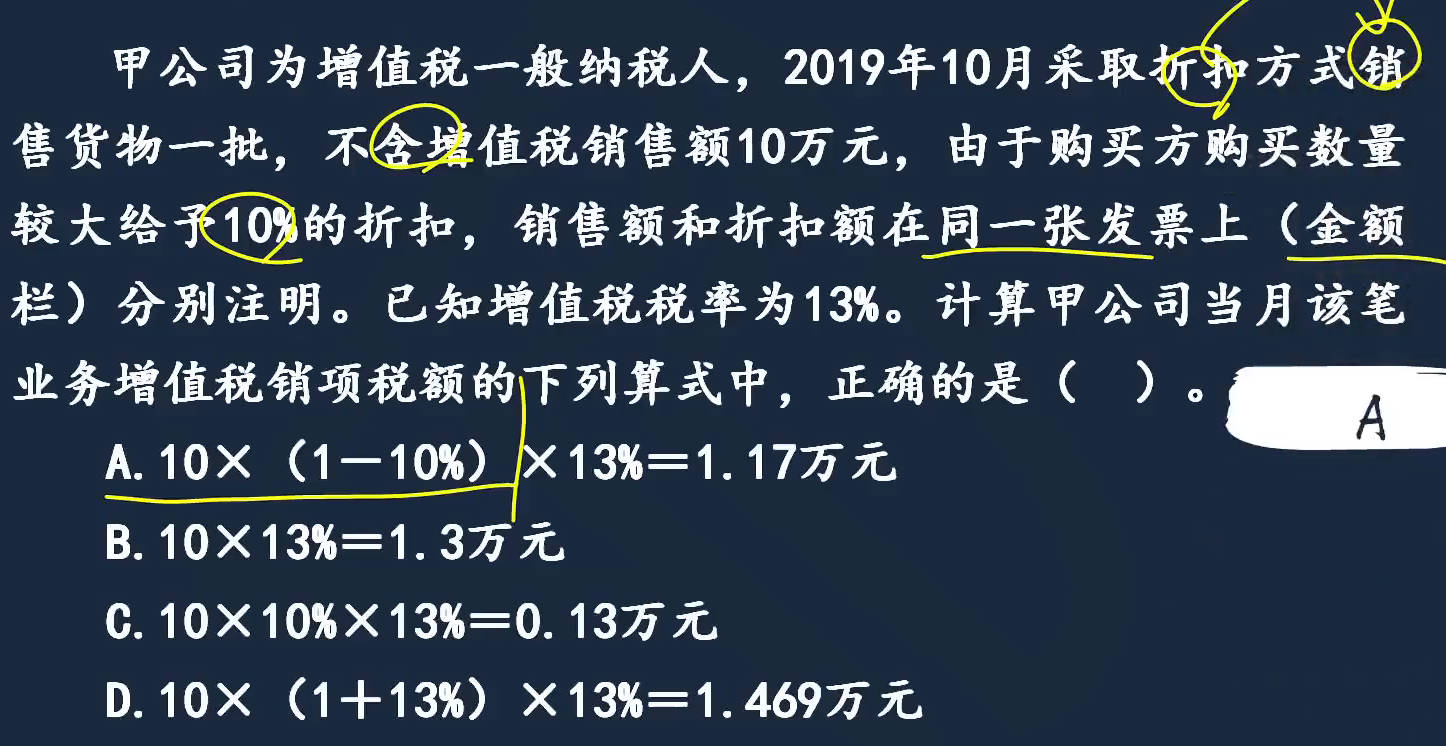 甲公司为增值税一般纳税人，2019年10月采取折扣方式销
售货物一批，不含增值税销售额10万元，由于购买方购买数量
较大给予10%的折扣，销售额和折扣额在同一张发票上（金额
栏）分别注明。已知增值税税率为13%。计算甲公司当月该笔
业务增值税销项税额的下列算式中，正确的是（　）。
A
A.10×（1－10%）×13%＝1.17万元
B.10×13%＝1.3万元
C.10×10%×13%＝0.13万元
D.10×（1＋13%）×13%＝1.469万元